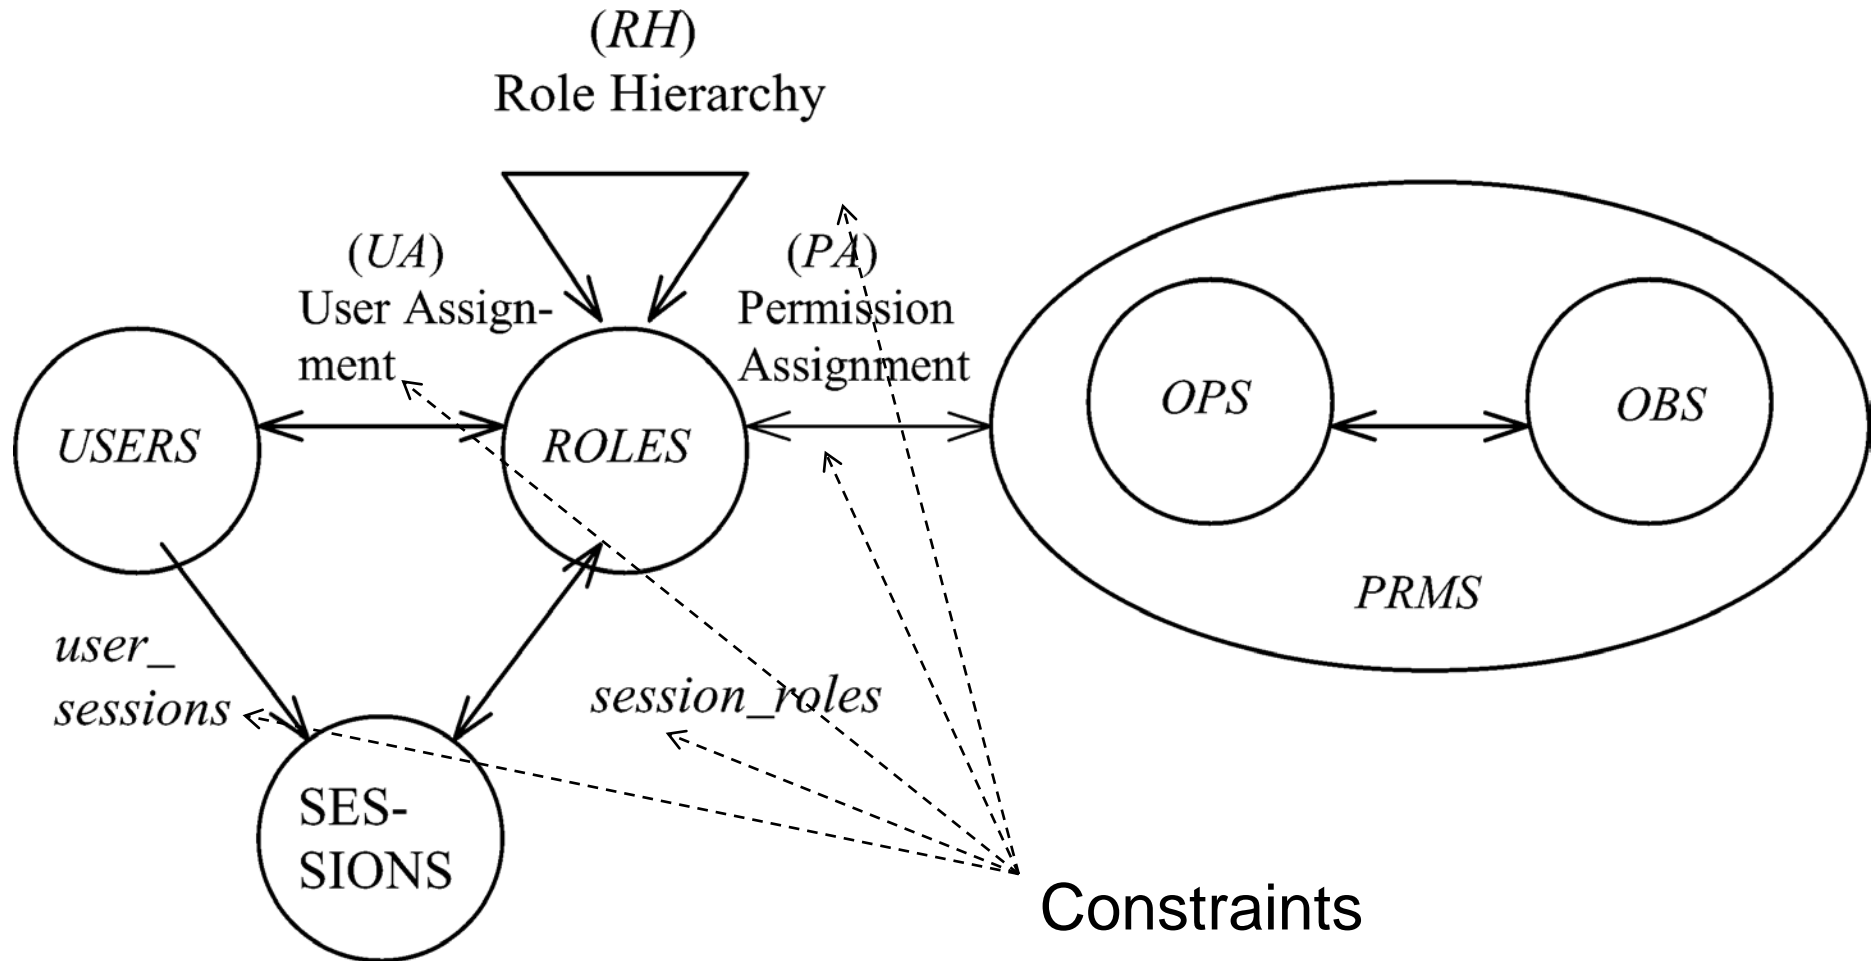 (RH)
Role Hierarchy
(UA)
User Assign-
ment
(PA)
Permission
Assignment
USERS
ROLES
OPS
OBS
PRMS
user_
sessions
session_roles
SES-
SIONS
Constraints